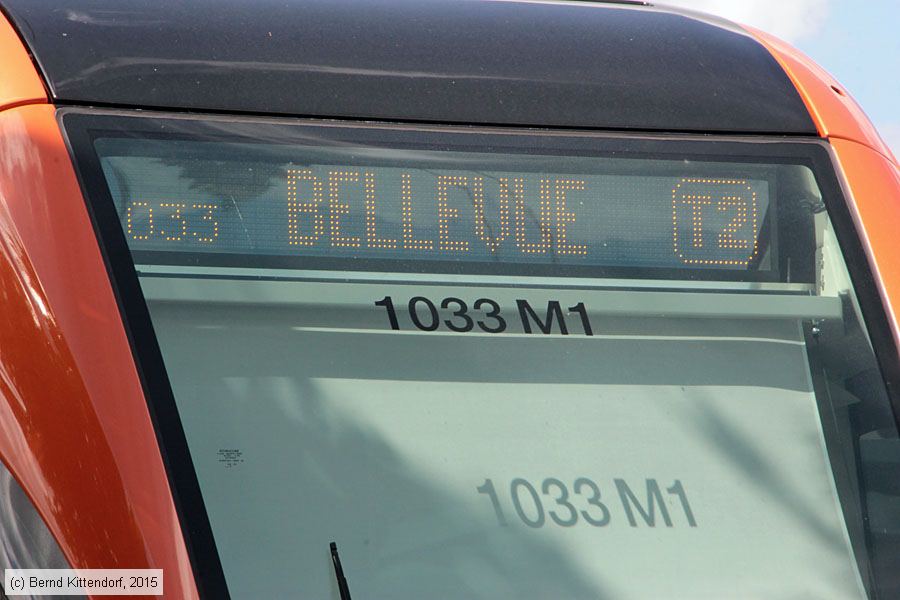 033 BELLEVUE T2
1033 M1
1033 M1
(c) Bernd Kittendorf, 2015